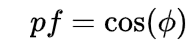 pf = cos(ϕ)